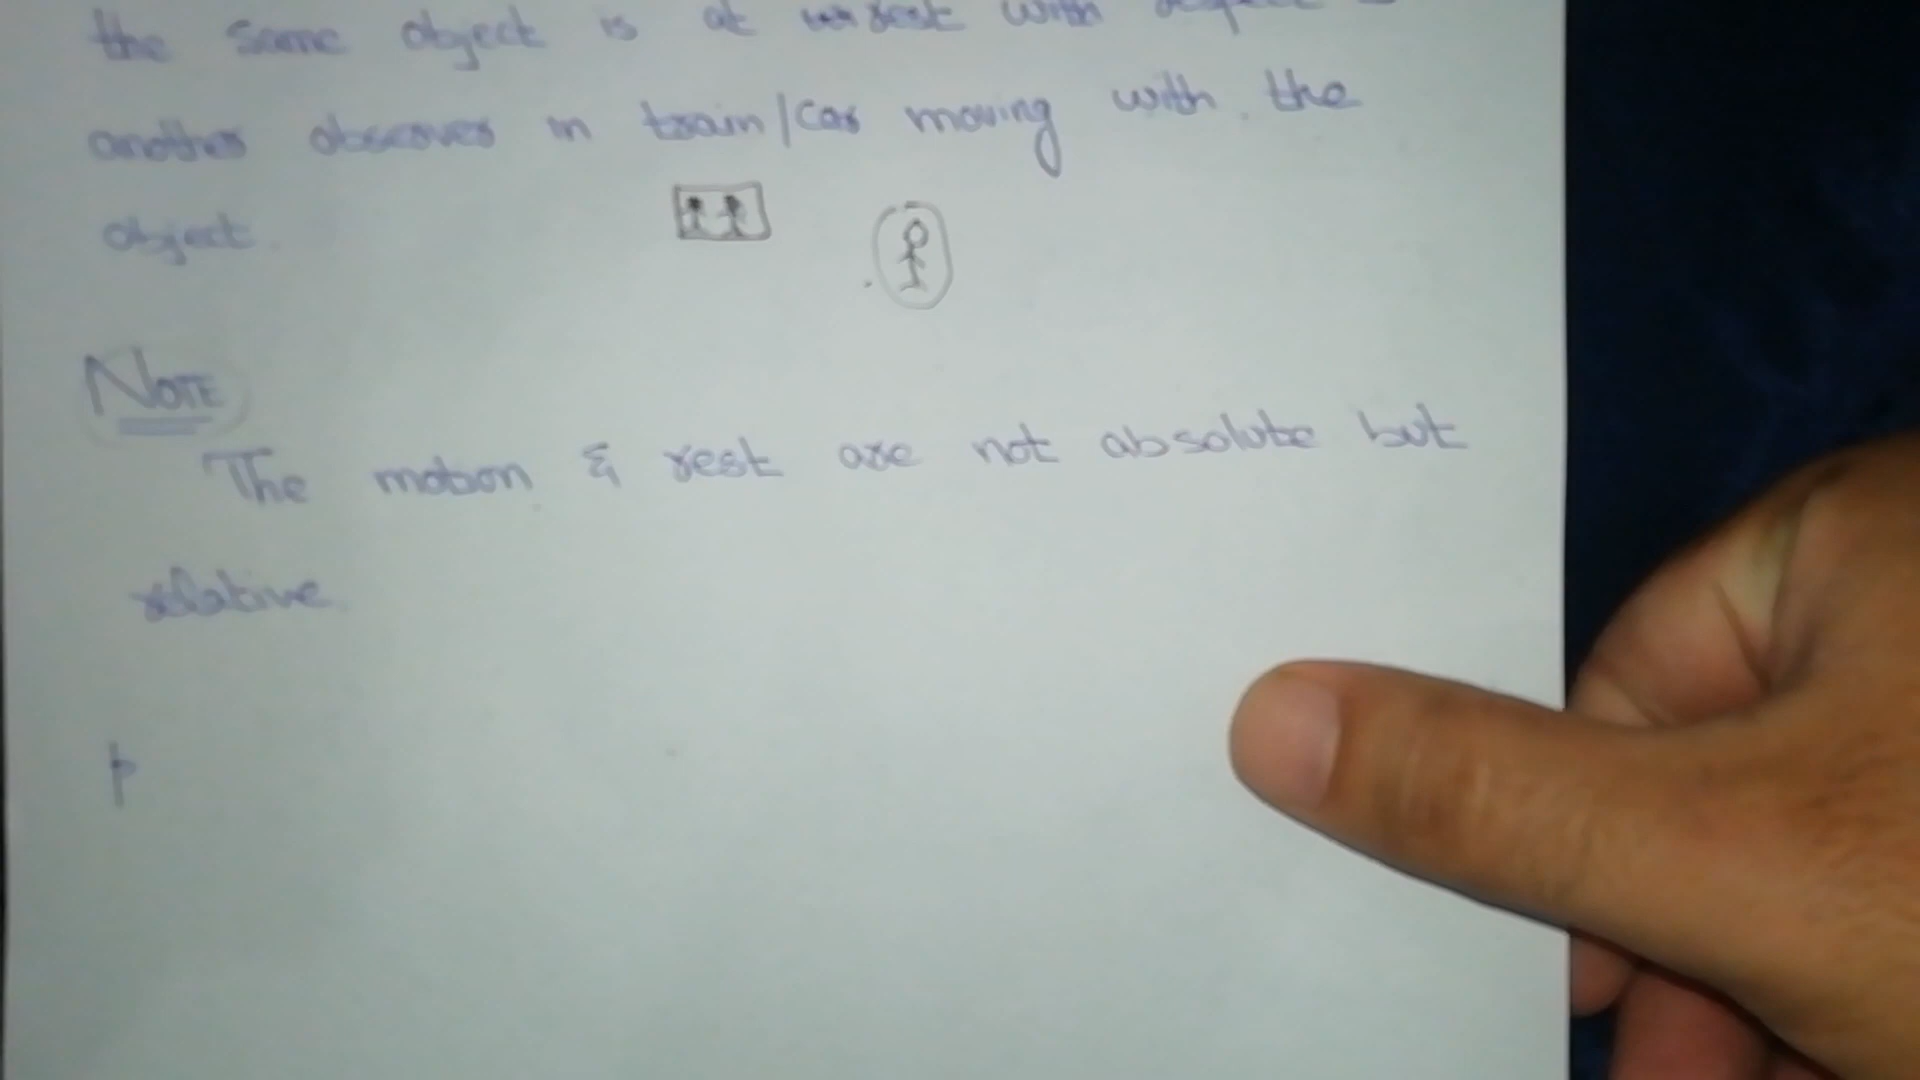 the same object is at rest with respect
another observer in train/car moving with the
object.
NOTE
The motion & rest are not absolute but
relative.
p